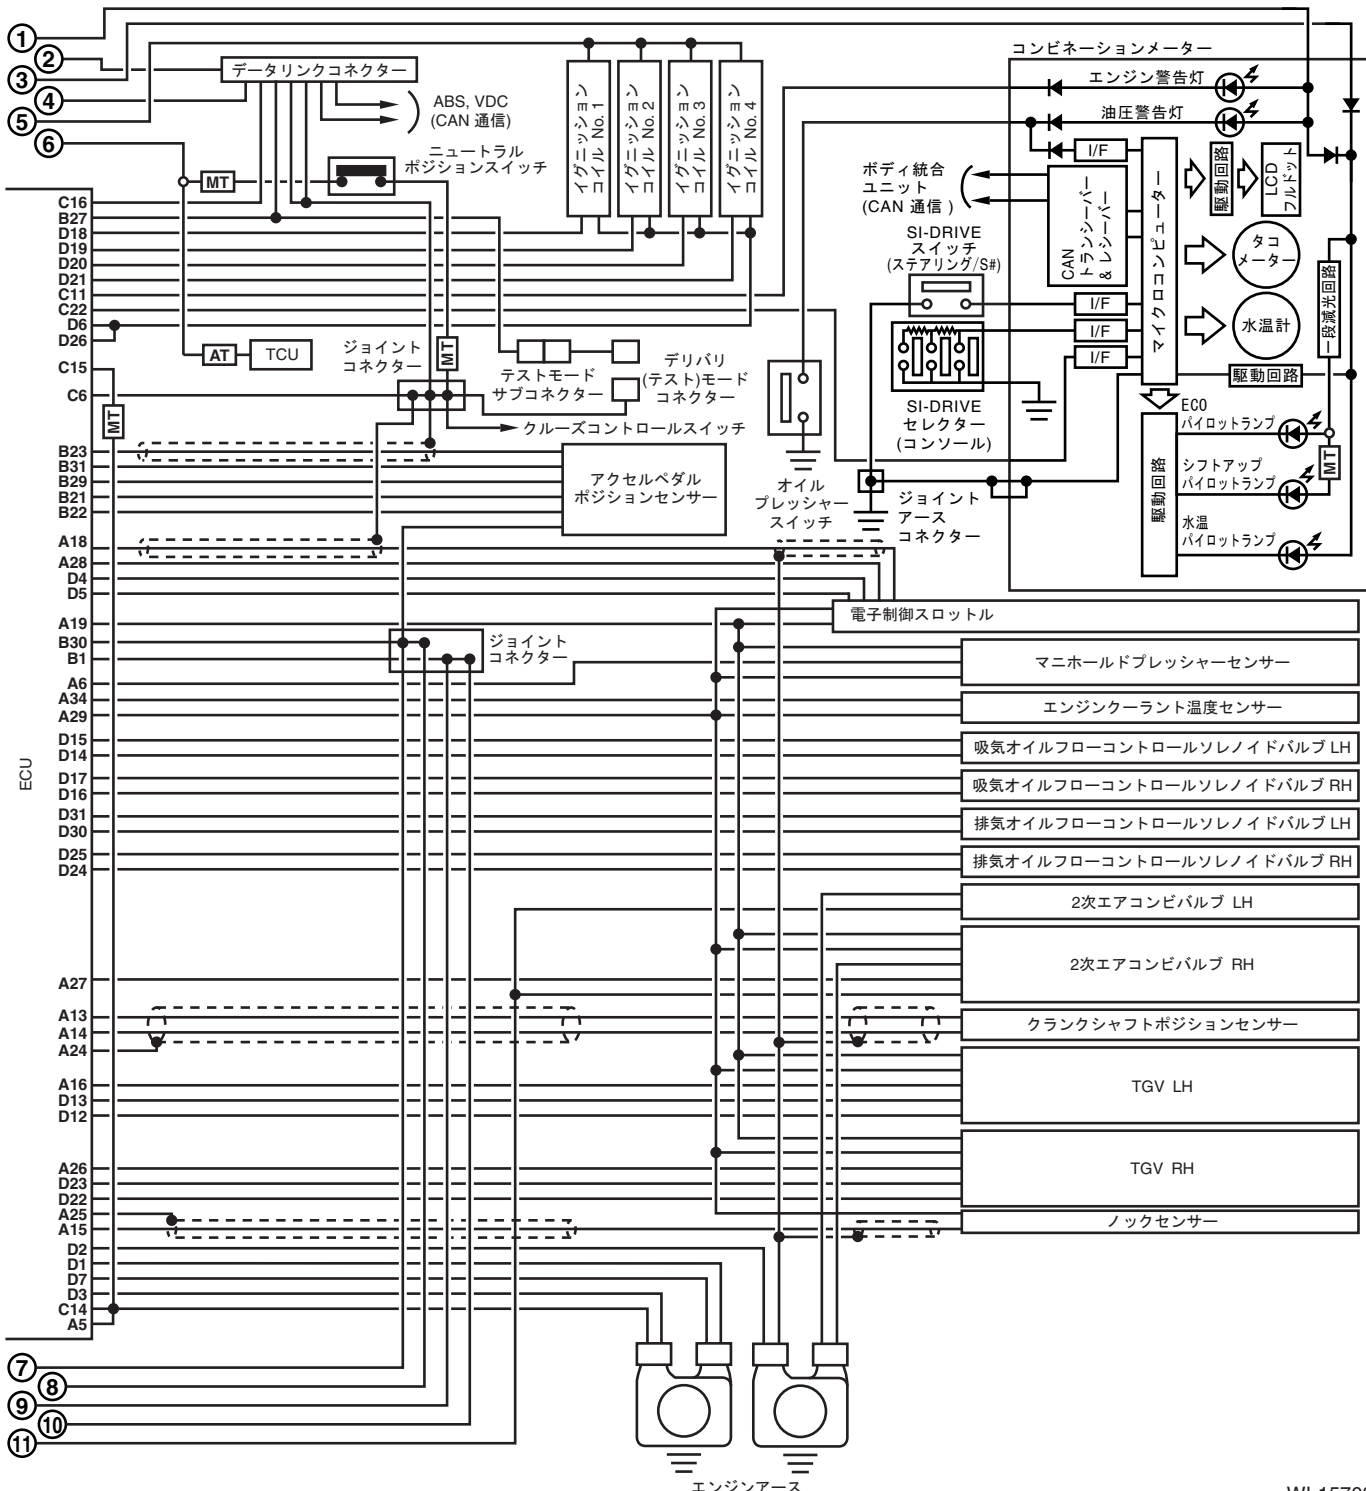 ①
②
③
④
⑤
⑥
データリンクコネクター
ABS, VDC
(CAN 通信)
ニュートラル
ポジションスイッチ
MT
イグニッション
コイル No. 1
イグニッション
コイル No. 2
イグニッション
コイル No. 3
イグニッション
コイル No. 4
コンビネーションメーター
エンジン警告灯
油圧警告灯
I/F
ボディ統合
ユニット
(CAN 通信 )
CAN
トランシーバー
& レシーバー
マイクロコンピューター
駆動回路
LCD
フルドット
タコ
メーター
水温計
一段減光回路
SI-DRIVE
スイッチ
(ステアリング/S#)
I/F
I/F
I/F
駆動回路
SI-DRIVE
セレクター
(コンソール)
ECO
パイロットランプ
シフトアップ
パイロットランプ
水温
パイロットランプ
MT
駆動回路
C16
B27
D18
D19
D20
D21
C11
C22
D6
D26
C15
C6
B23
B31
B29
B21
B22
A18
A28
D4
D5
A19
B30
B1
A6
A34
A29
D15
D14
D17
D16
D31
D30
D25
D24
A27
A13
A14
A24
A16
D13
D12
A26
D23
D22
A25
A15
D2
D1
D7
D3
C14
A5
ECU
AT
TCU
MT
ジョイント
コネクター
MT
テストモード
サブコネクター
デリバリ
(テスト)モード
コネクター
クルーズコントロールスイッチ
アクセルペダル
ポジションセンサー
オイル
プレッシャー
スイッチ
ジョイント
アース
コネクター
ジョイント
コネクター
電子制御スロットル
マニホールドプレッシャーセンサー
エンジンクーラント温度センサー
吸気オイルフローコントロールソレノイドバルブ LH
吸気オイルフローコントロールソレノイドバルブ RH
排気オイルフローコントロールソレノイドバルブ LH
排気オイルフローコントロールソレノイドバルブ RH
2次エアコンビバルブ LH
2次エアコンビバルブ RH
クランクシャフトポジションセンサー
TGV LH
TGV RH
ノックセンサー
⑦
⑧
⑨
⑩
⑪
エンジンアース